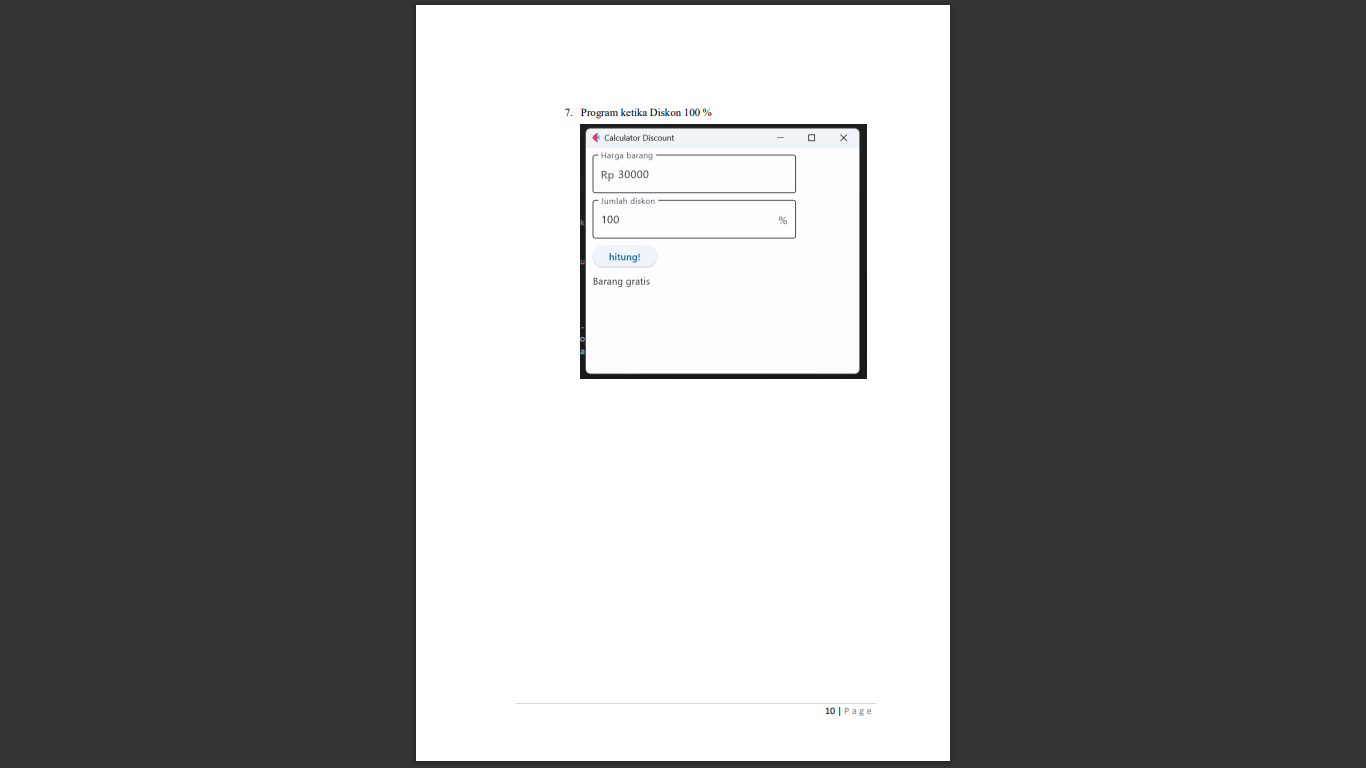 7. Program ketika Diskon 100 %
Calculator Discount
Harga barang
Rp 30000
Jumlah diskon
100 %
hitung!
Barang gratis
k
u
o
a
10 | Page